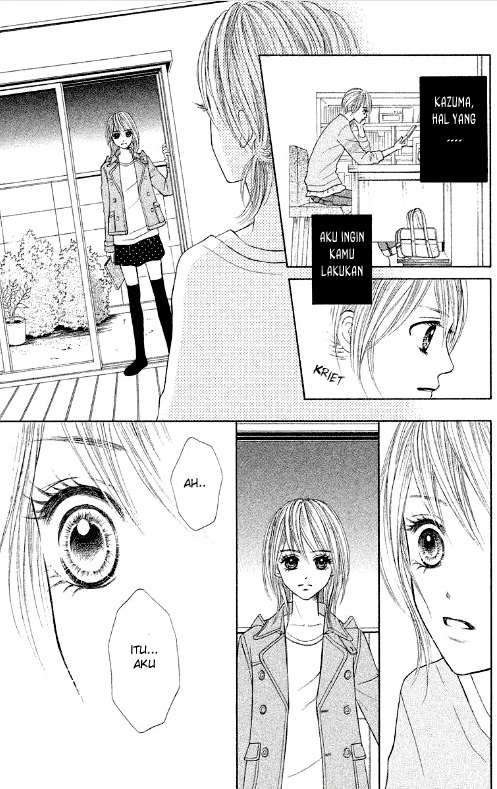 KAZUMA,
HAL YANG
....
AKU INGIN
KAMU
LAKUKAN
KRIET
AH..
ITU...
AKU